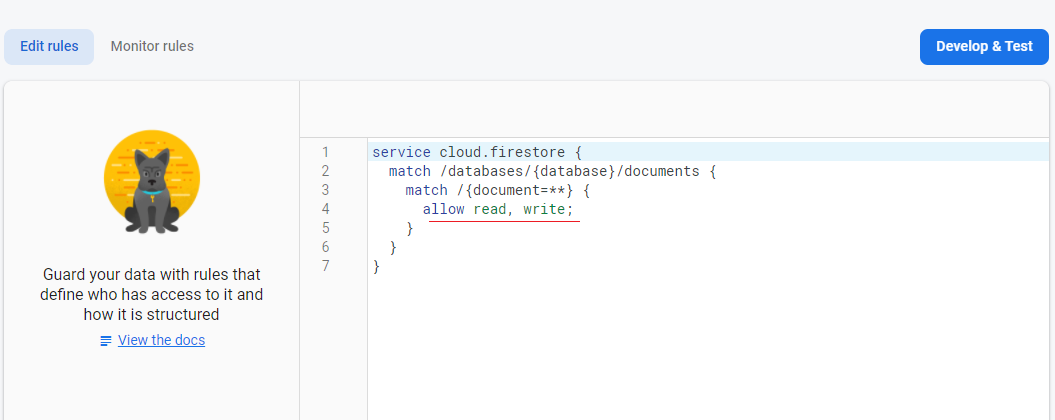 Edit rules
Monitor rules
Develop & Test
Guard your data with rules that
define who has access to it and
how it is structured
View the docs
1 service cloud.firestore {
2   match /databases/{database}/documents {
3     match /{document=**} {
4       allow read, write;
5     }
6   }
7 }